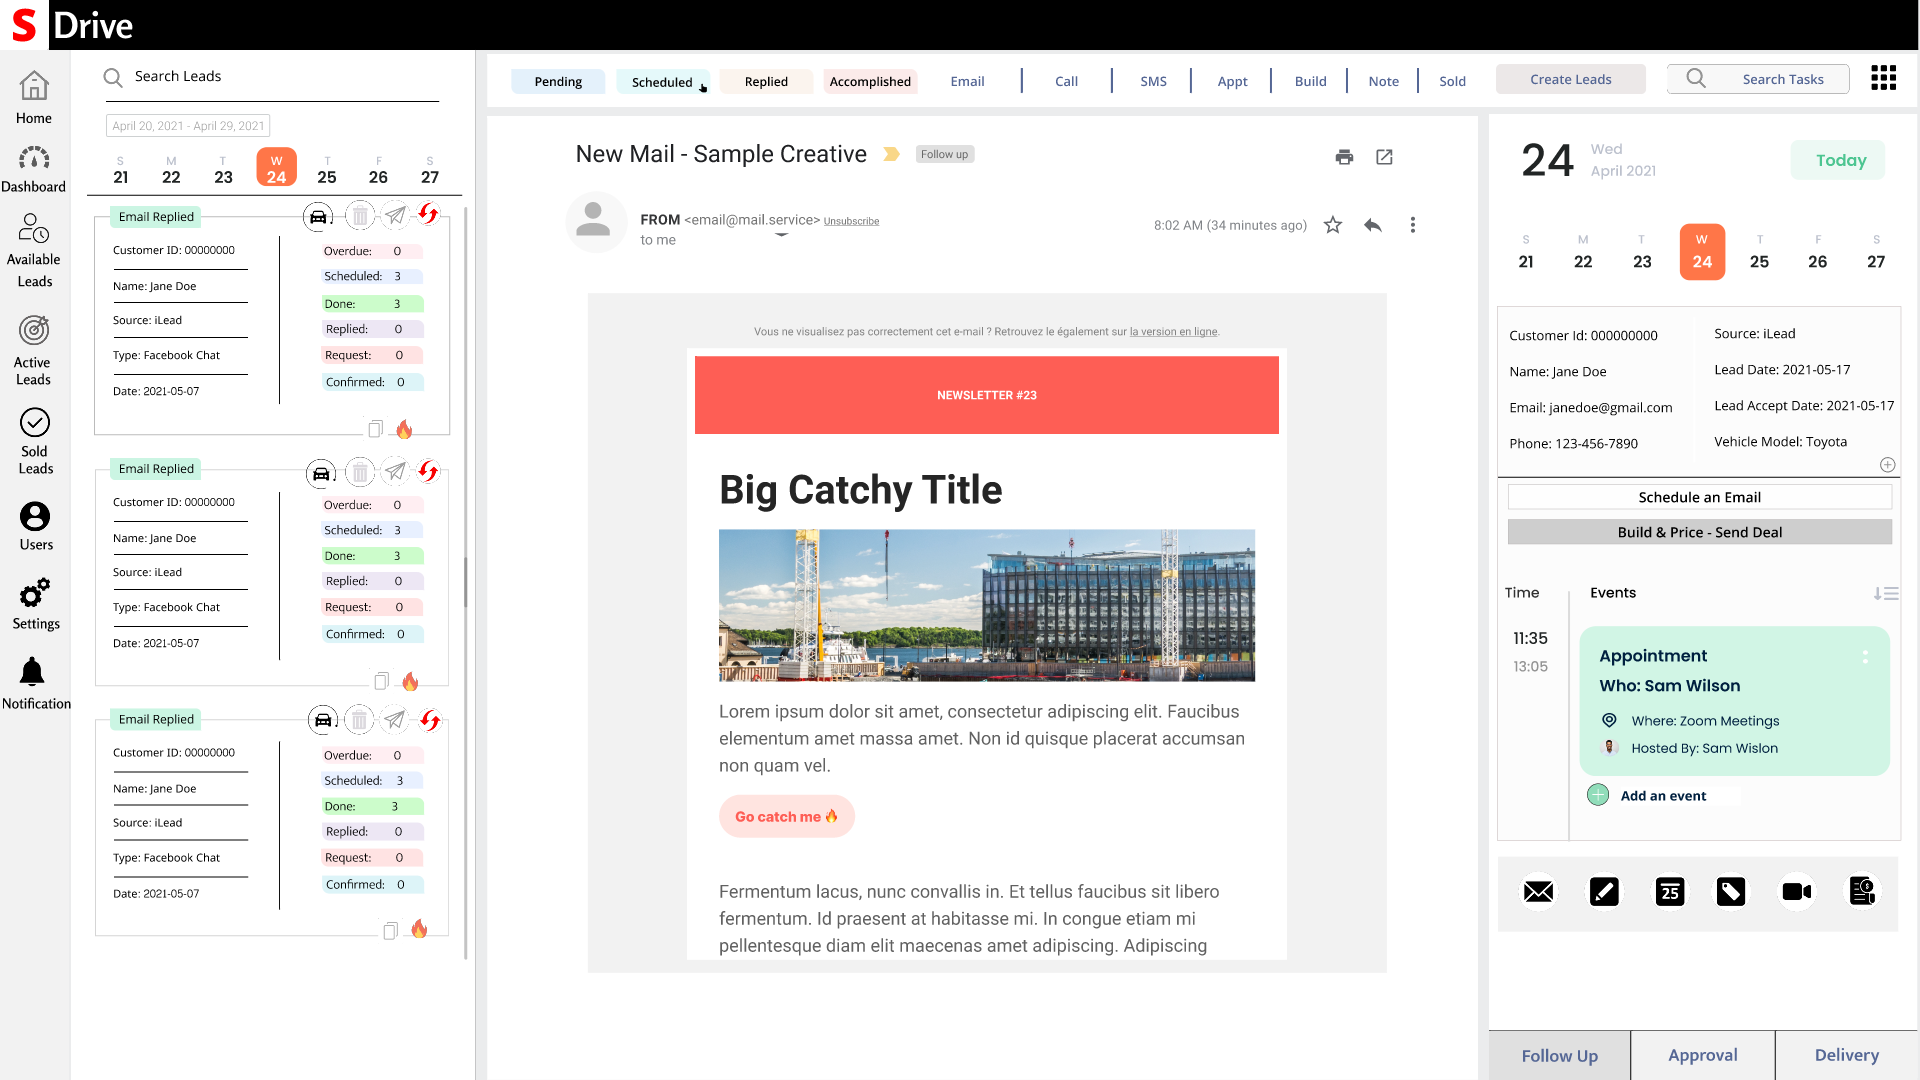 S Drive
Home
Dashboard
Available
Leads
Active
Leads
Sold
Leads
Users
Settings
Notification
Search Leads
April 20, 2021 - April 29, 2021
S M T W T F S
21 22 23 24 25 26 27
Email Replied
Customer ID: 00000000
Name: Jane Doe
Source: iLead
Type: Facebook Chat
Date: 2021-05-07
Overdue: 0
Scheduled: 3
Done: 3
Replied: 0
Request: 0
Confirmed: 0
Email Replied
Customer ID: 00000000
Name: Jane Doe
Source: iLead
Type: Facebook Chat
Date: 2021-05-07
Overdue: 0
Scheduled: 3
Done: 3
Replied: 0
Request: 0
Confirmed: 0
Email Replied
Customer ID: 00000000
Name: Jane Doe
Source: iLead
Type: Facebook Chat
Date: 2021-05-07
Overdue: 0
Scheduled: 3
Done: 3
Replied: 0
Request: 0
Confirmed: 0
Pending Scheduled Replied Accomplished Email Call SMS Appt Build Note Sold Create Leads Search Tasks
New Mail - Sample Creative Follow up
FROM <email@mail.service> Unsubscribe
to me
8:02 AM (34 minutes ago)
Vous ne visualisez pas correctement cet e-mail ? Retrouvez le également sur la version en ligne.
NEWSLETTER #23
Big Catchy Title
Lorem ipsum dolor sit amet, consectetur adipiscing elit. Faucibus
elementum amet massa amet. Non id quisque placerat accumsan
non quam vel.
Go catch me 🔥
Fermentum lacus, nunc convallis in. Et tellus faucibus sit libero
fermentum. Id praesent at habitasse mi. In congue etiam mi
pellentesque diam elit maecenas amet adipiscing. Adipiscing
24 Wed
April 2021
Today
S M T W T F S
21 22 23 24 25 26 27
Customer Id: 000000000
Name: Jane Doe
Email: janedoe@gmail.com
Phone: 123-456-7890
Source: iLead
Lead Date: 2021-05-17
Lead Accept Date: 2021-05-17
Vehicle Model: Toyota
Schedule an Email
Build & Price - Send Deal
Time Events
11:35
13:05
Appointment
Who: Sam Wilson
Where: Zoom Meetings
Hosted By: Sam Wislon
Add an event
25
Follow Up Approval Delivery